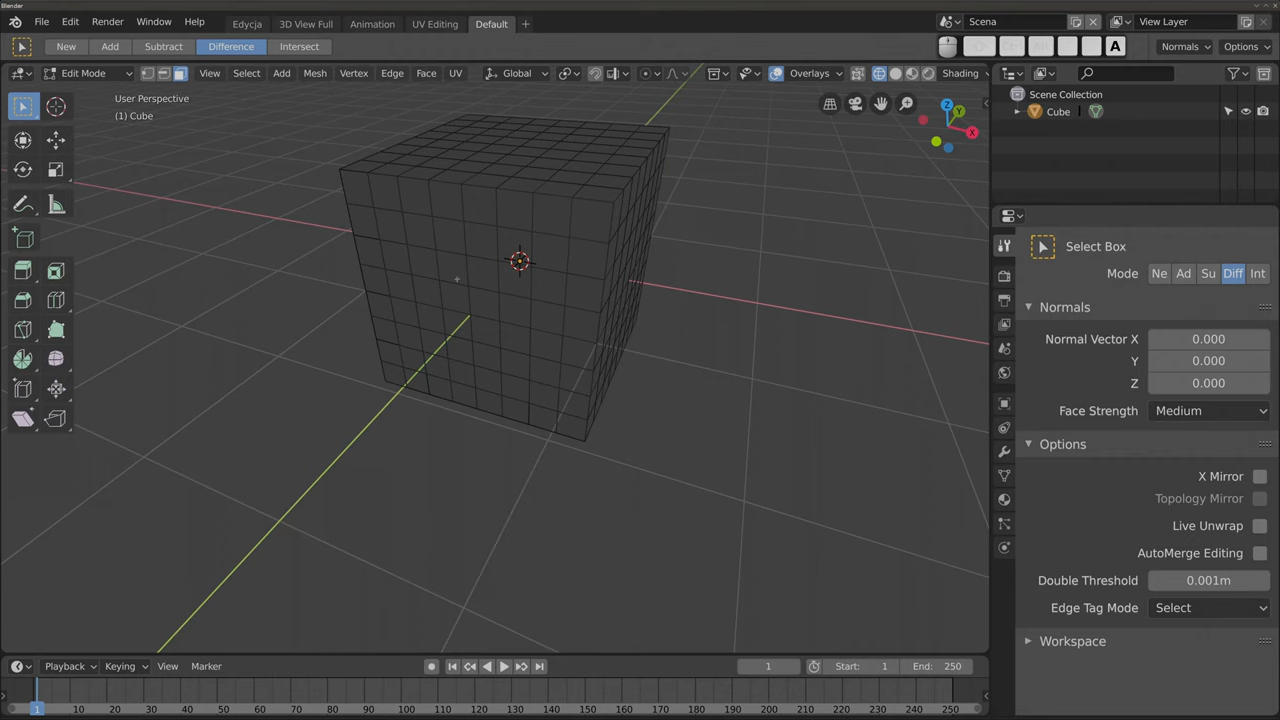 Blender
File Edit Render Window Help Edycja 3D View Full Animation UV Editing Default + Scena View Layer
New Add Subtract Difference Intersect A Normals Options
Edit Mode View Select Add Mesh Vertex Edge Face UV Global Overlays Shading
User Perspective
(1) Cube
Z Y X
Scene Collection
Cube
Select Box
Mode Ne Ad Su Diff Int
Normals
Normal Vector X 0.000
Y 0.000
Z 0.000
Face Strength Medium
Options
X Mirror
Topology Mirror
Live Unwrap
AutoMerge Editing
Double Threshold 0.001m
Edge Tag Mode Select
Workspace
Playback Keying View Marker 1 Start: 1 End: 250
1 10 20 30 40 50 60 70 80 90 100 110 120 130 140 150 160 170 180 190 200 210 220 230 240 250